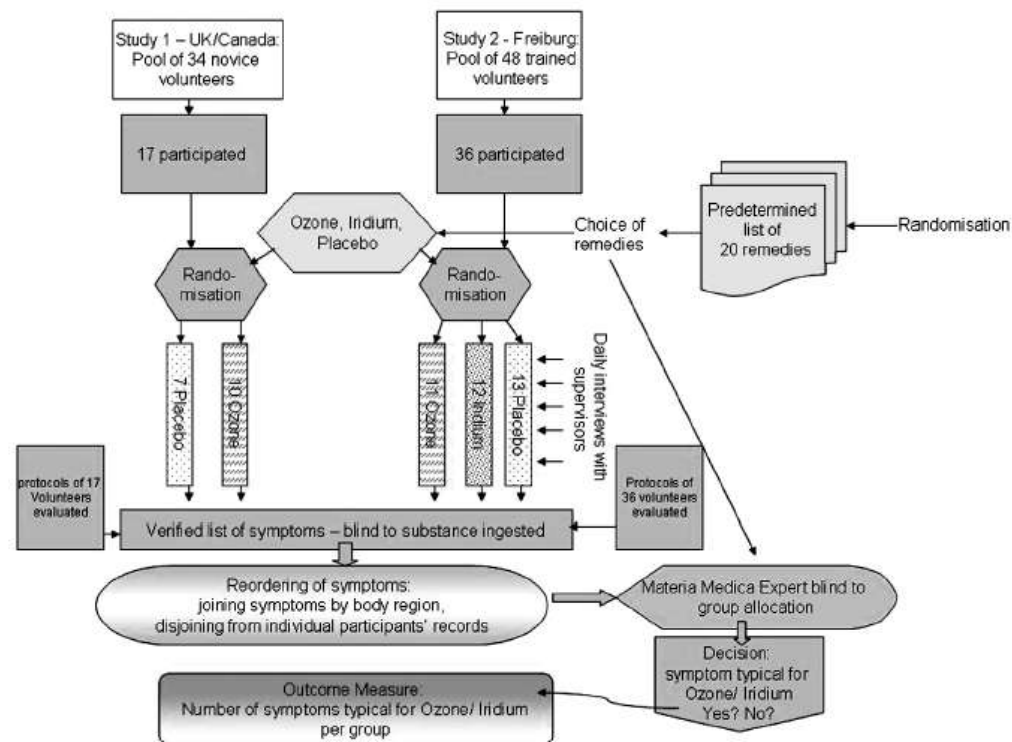 Study 1 – UK/Canada:
Pool of 34 novice
volunteers
Study 2 - Freiburg:
Pool of 48 trained
volunteers
17 participated
36 participated
Ozone, Iridium,
Placebo
Choice of
remedies
Predetermined
list of
20 remedies
Randomisation
Rando-
misation
Rando-
misation
7 Placebo
10 Ozone
11 Ozone
12 Iridium
13 Placebo
Daily interviews with
supervisors
protocols of 17
Volunteers
evaluated
Verified list of symptoms – blind to substance ingested
Protocols of
36 volunteers
evaluated
Reordering of symptoms:
joining symptoms by body region,
disjoining from individual participants' records
Materia Medica Expert blind to
group allocation
Decision:
symptom typical for
Ozone/ Iridium
Yes? No?
Outcome Measure:
Number of symptoms typical for Ozone/ Iridium
per group